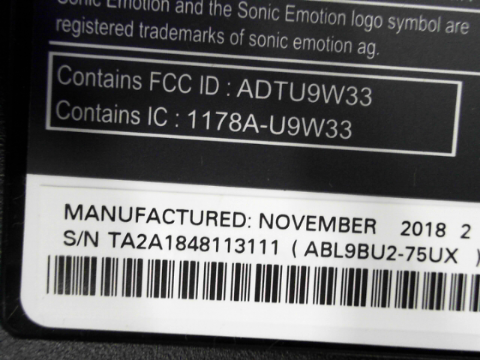 Sonic Emotion and the Sonic Emotion logo symbol are
registered trademarks of sonic emotion ag.
Contains FCC ID : ADTU9W33
Contains IC : 1178A-U9W33
MANUFACTURED: NOVEMBER 2018 2
S/N TA2A1848113111 ( ABL9BU2-75UX )